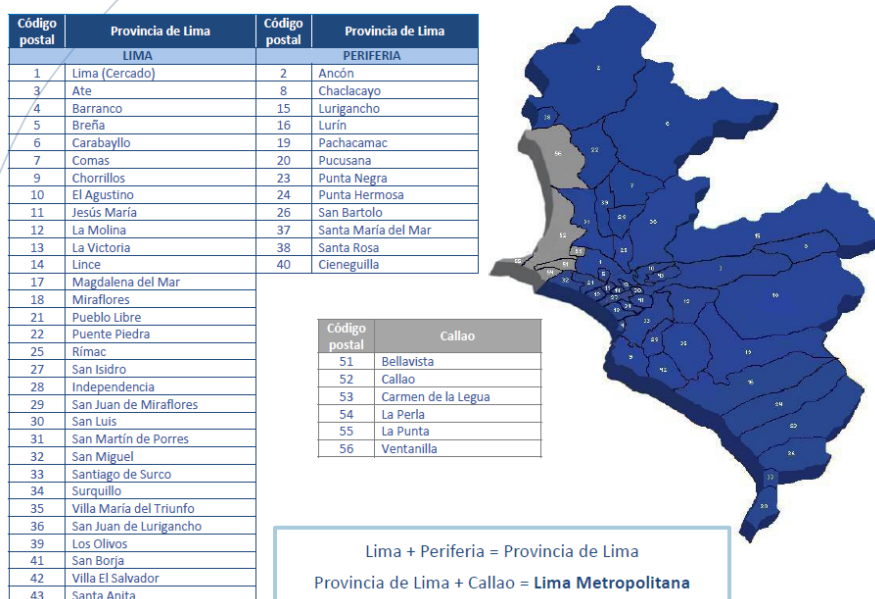 Código postal Provincia de Lima Código postal Provincia de Lima
LIMA PERIFERIA
1 Lima (Cercado) 2 Ancón
3 Ate 8 Chaclacayo
4 Barranco 15 Lurigancho
5 Breña 16 Lurín
6 Carabayllo 19 Pachacamac
7 Comas 20 Pucusana
9 Chorrillos 23 Punta Negra
10 El Agustino 24 Punta Hermosa
11 Jesús María 26 San Bartolo
12 La Molina 37 Santa María del Mar
13 La Victoria 38 Santa Rosa
14 Lince 40 Cieneguilla
17 Magdalena del Mar
18 Miraflores
21 Pueblo Libre
22 Puente Piedra
25 Rímac
27 San Isidro
28 Independencia
29 San Juan de Miraflores
30 San Luis
31 San Martín de Porres
32 San Miguel
33 Santiago de Surco
34 Surquillo
35 Villa María del Triunfo
36 San Juan de Lurigancho
39 Los Olivos
41 San Borja
42 Villa El Salvador
43 Santa Anita
Código postal Callao
51 Bellavista
52 Callao
53 Carmen de la Legua
54 La Perla
55 La Punta
56 Ventanilla
Lima + Periferia = Provincia de Lima
Provincia de Lima + Callao = Lima Metropolitana